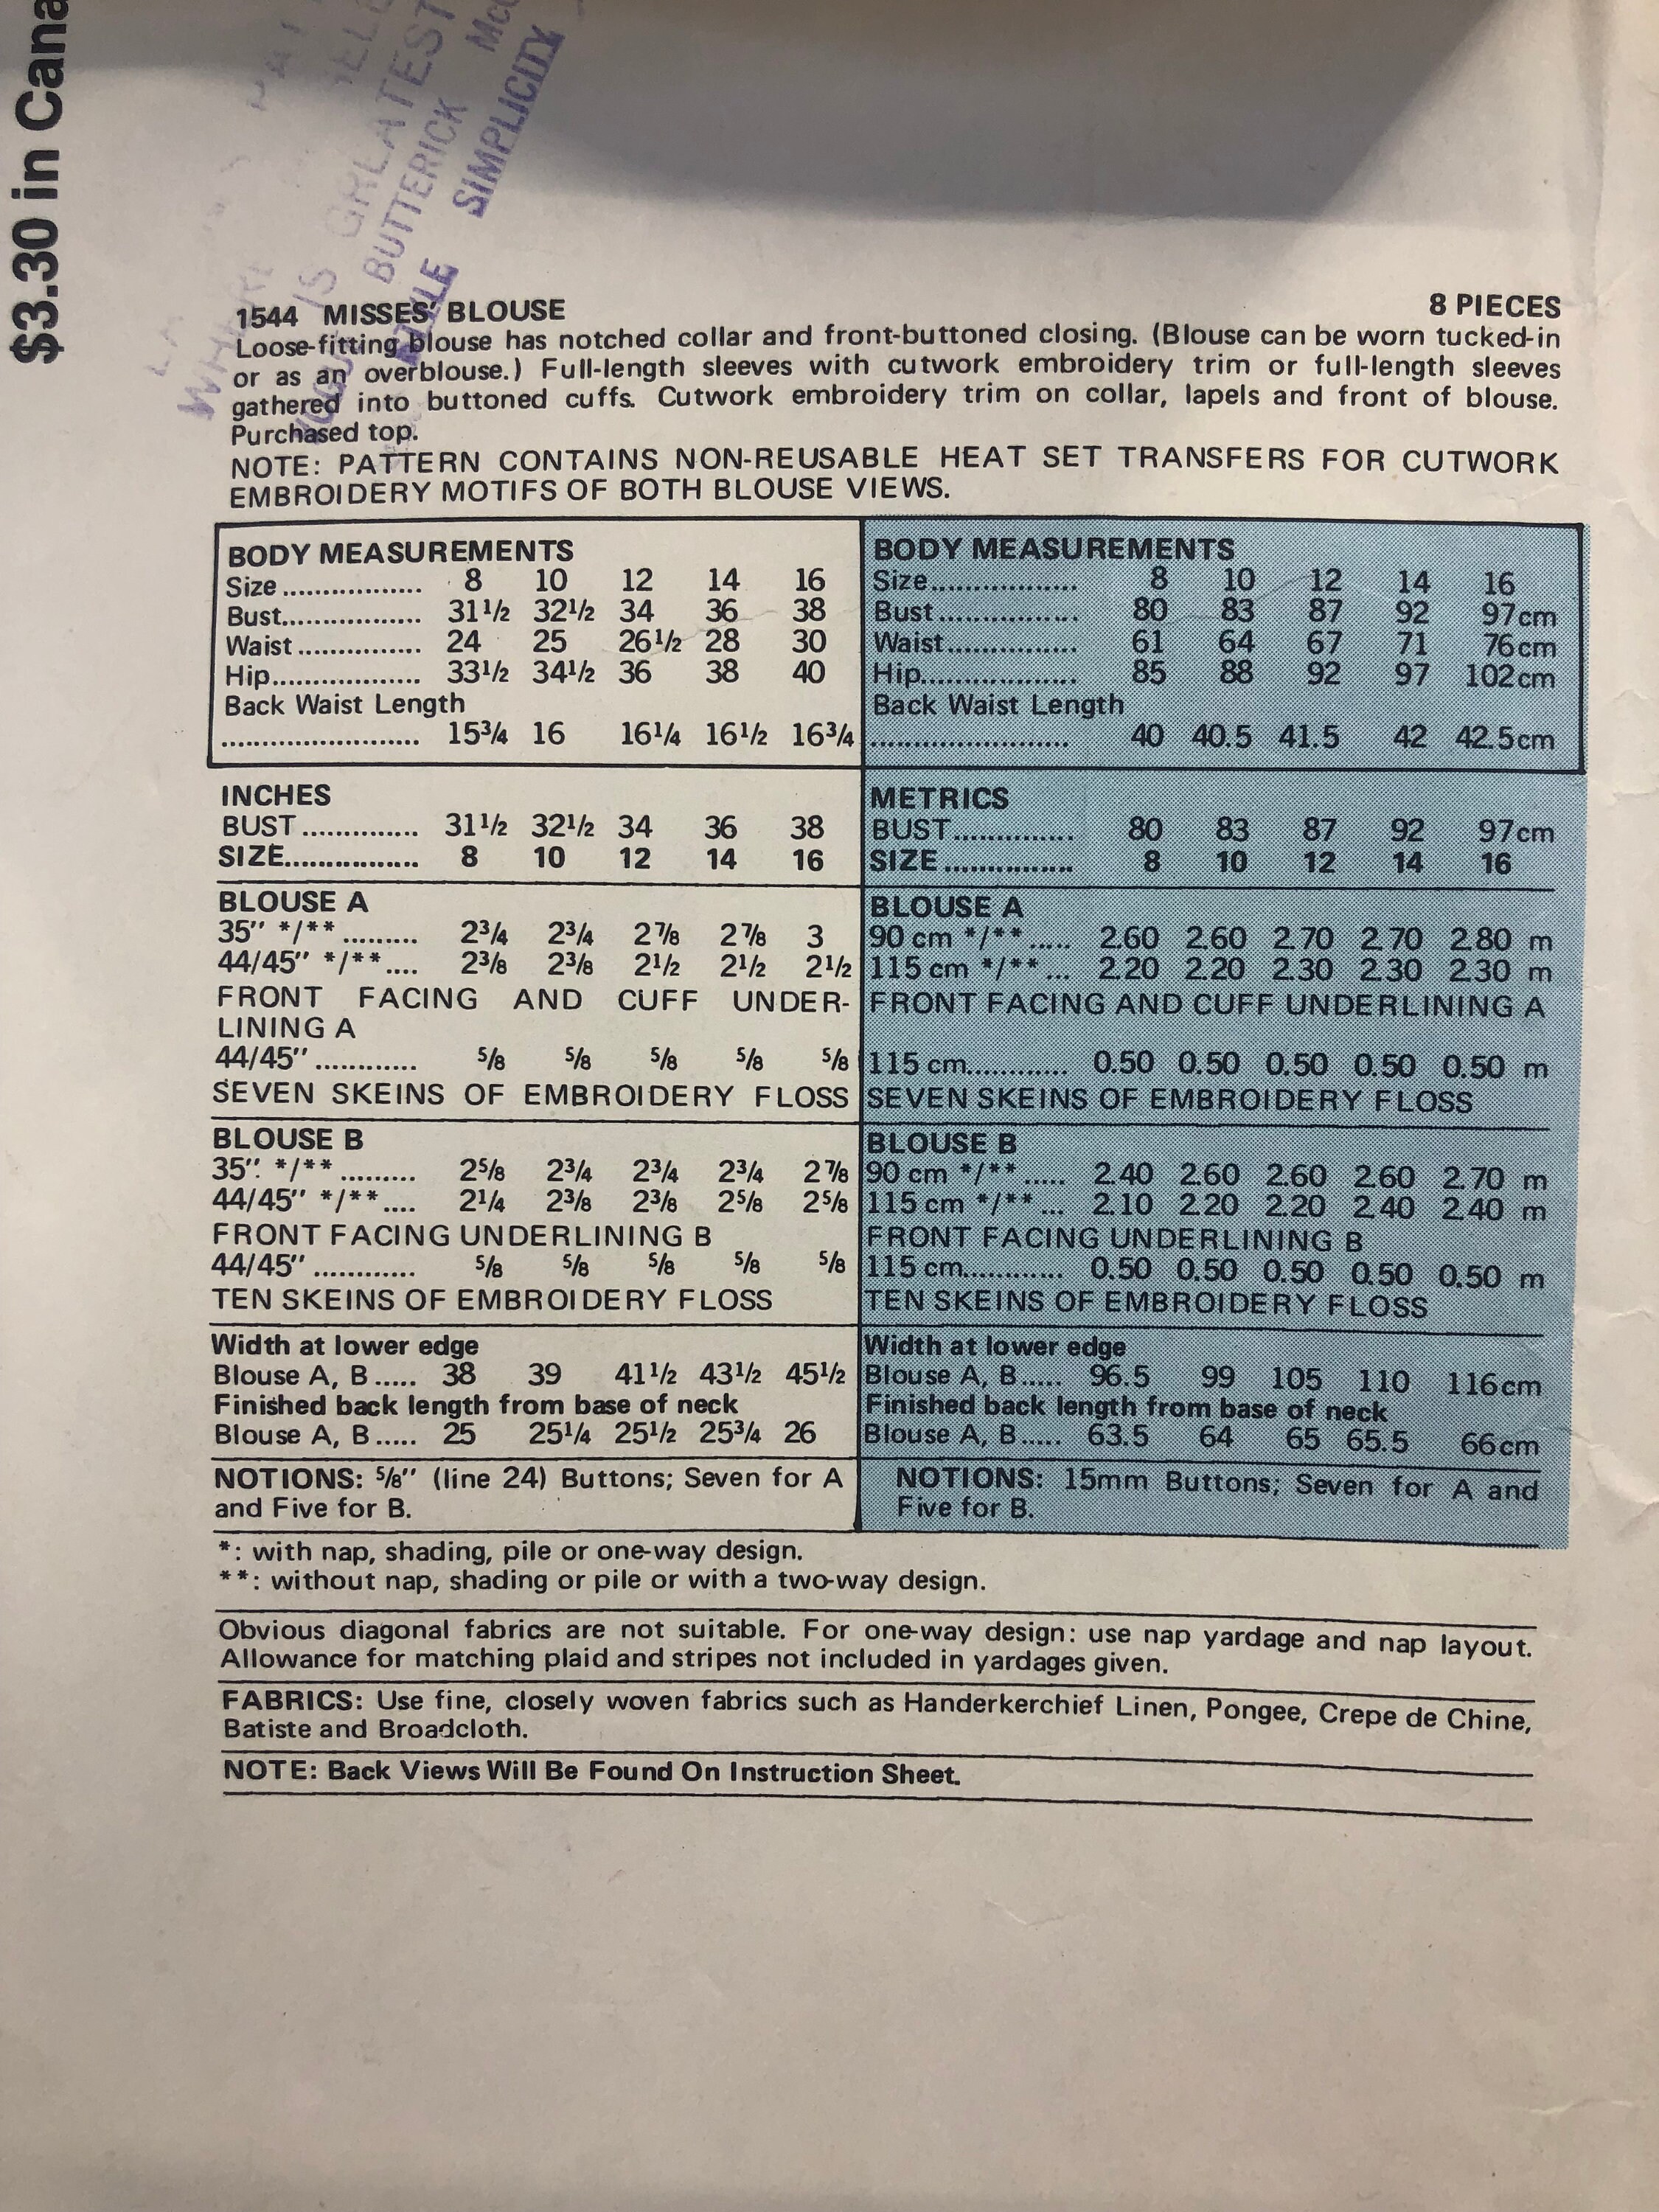 $3.30 in Cana
GREATEST
BUTTERICK
SIMPLICITY
1544 MISSES' BLOUSE 8 PIECES
Loose-fitting blouse has notched collar and front-buttoned closing. (Blouse can be worn tucked-in
or as an overblouse.) Full-length sleeves with cutwork embroidery trim or full-length sleeves
gathered into buttoned cuffs. Cutwork embroidery trim on collar, lapels and front of blouse.
Purchased top.
NOTE: PATTERN CONTAINS NON-REUSABLE HEAT SET TRANSFERS FOR CUTWORK
EMBROIDERY MOTIFS OF BOTH BLOUSE VIEWS.
BODY MEASUREMENTS
Size................. 8 10 12 14 16
Bust................. 31½ 32½ 34 36 38
Waist............... 24 25 26½ 28 30
Hip.................. 33½ 34½ 36 38 40
Back Waist Length
........................ 15¾ 16 16¼ 16½ 16¾
INCHES
BUST.............. 31½ 32½ 34 36 38
SIZE................ 8 10 12 14 16
BLOUSE A
35" */**......... 2¾ 2¾ 2⅞ 2⅞ 3
44/45" */**.... 2⅜ 2⅜ 2½ 2½ 2½
FRONT FACING AND CUFF UNDER-
LINING A
44/45"............ ⅝ ⅝ ⅝ ⅝ ⅝
SEVEN SKEINS OF EMBROIDERY FLOSS
BLOUSE B
35" */**......... 2⅝ 2¾ 2¾ 2¾ 2⅞
44/45" */**.... 2¼ 2⅜ 2⅜ 2⅝ 2⅝
FRONT FACING UNDERLINING B
44/45"............ ⅝ ⅝ ⅝ ⅝ ⅝
TEN SKEINS OF EMBROIDERY FLOSS
Width at lower edge
Blouse A, B..... 38 39 41½ 43½ 45½
Finished back length from base of neck
Blouse A, B..... 25 25¼ 25½ 25¾ 26
NOTIONS: ⅝" (line 24) Buttons; Seven for A
and Five for B.
BODY MEASUREMENTS
Size................. 8 10 12 14 16
Bust................ 80 83 87 92 97cm
Waist............... 61 64 67 71 76cm
Hip.................. 85 88 92 97 102cm
Back Waist Length
........................ 40 40.5 41.5 42 42.5cm
METRICS
BUST.............. 80 83 87 92 97cm
SIZE............... 8 10 12 14 16
BLOUSE A
90 cm */**..... 2.60 2.60 2.70 2.70 2.80 m
115 cm */**... 2.20 2.20 2.30 2.30 2.30 m
FRONT FACING AND CUFF UNDERLINING A
115 cm............ 0.50 0.50 0.50 0.50 0.50 m
SEVEN SKEINS OF EMBROIDERY FLOSS
BLOUSE B
90 cm */**..... 2.40 2.60 2.60 2.60 2.70 m
115 cm */**... 2.10 2.20 2.20 2.40 2.40 m
FRONT FACING UNDERLINING B
115 cm............ 0.50 0.50 0.50 0.50 0.50 m
TEN SKEINS OF EMBROIDERY FLOSS
Width at lower edge
Blouse A, B..... 96.5 99 105 110 116cm
Finished back length from base of neck
Blouse A, B..... 63.5 64 65 65.5 66cm
NOTIONS: 15mm Buttons; Seven for A and
Five for B.
*: with nap, shading, pile or one-way design.
**: without nap, shading or pile or with a two-way design.
Obvious diagonal fabrics are not suitable. For one-way design: use nap yardage and nap layout.
Allowance for matching plaid and stripes not included in yardages given.
FABRICS: Use fine, closely woven fabrics such as Handerkerchief Linen, Pongee, Crepe de Chine,
Batiste and Broadcloth.
NOTE: Back Views Will Be Found On Instruction Sheet.